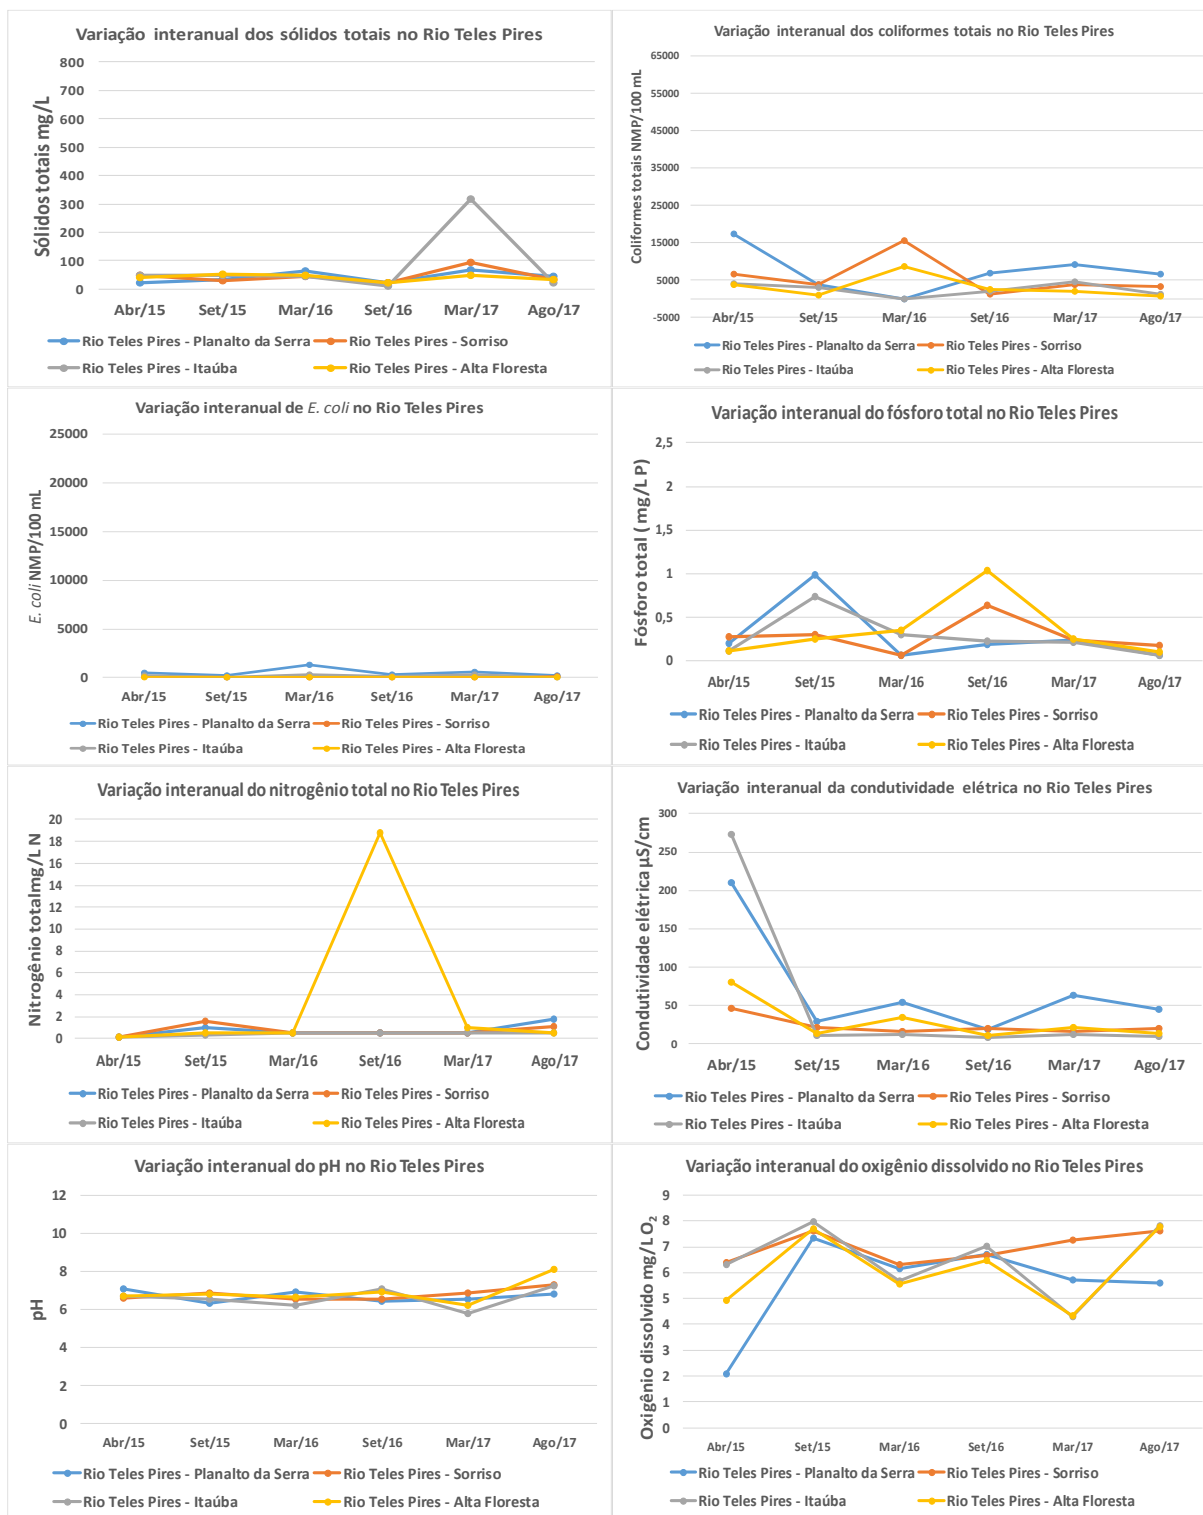 Variação interanual dos sólidos totais no Rio Teles Pires
Sólidos totais mg/L
800
700
600
500
400
300
200
100
0
Abr/15 Set/15 Mar/16 Set/16 Mar/17 Ago/17
Rio Teles Pires - Planalto da Serra Rio Teles Pires - Sorriso
Rio Teles Pires - Itaúba Rio Teles Pires - Alta Floresta
Variação interanual dos coliformes totais no Rio Teles Pires
Coliformes totais NMP/100 mL
65000
55000
45000
35000
25000
15000
5000
-5000
Abr/15 Set/15 Mar/16 Set/16 Mar/17 Ago/17
Rio Teles Pires - Planalto da Serra Rio Teles Pires - Sorriso
Rio Teles Pires - Itaúba Rio Teles Pires - Alta Floresta
Variação interanual de E. coli no Rio Teles Pires
E. coli NMP/100 mL
25000
20000
15000
10000
5000
0
Abr/15 Set/15 Mar/16 Set/16 Mar/17 Ago/17
Rio Teles Pires - Planalto da Serra Rio Teles Pires - Sorriso
Rio Teles Pires - Itaúba Rio Teles Pires - Alta Floresta
Variação interanual do fósforo total no Rio Teles Pires
Fósforo total ( mg/L P)
2,5
2
1,5
1
0,5
0
Abr/15 Set/15 Mar/16 Set/16 Mar/17 Ago/17
Rio Teles Pires - Planalto da Serra Rio Teles Pires - Sorriso
Rio Teles Pires - Itaúba Rio Teles Pires - Alta Floresta
Variação interanual do nitrogênio total no Rio Teles Pires
Nitrogênio totalmg/L N
20
18
16
14
12
10
8
6
4
2
0
Abr/15 Set/15 Mar/16 Set/16 Mar/17 Ago/17
Rio Teles Pires - Planalto da Serra Rio Teles Pires - Sorriso
Rio Teles Pires - Itaúba Rio Teles Pires - Alta Floresta
Variação interanual da condutividade elétrica no Rio Teles Pires
Condutividade elétrica µS/cm
300
250
200
150
100
50
0
Abr/15 Set/15 Mar/16 Set/16 Mar/17 Ago/17
Rio Teles Pires - Planalto da Serra Rio Teles Pires - Sorriso
Rio Teles Pires - Itaúba Rio Teles Pires - Alta Floresta
Variação interanual do pH no Rio Teles Pires
pH
12
10
8
6
4
2
0
Abr/15 Set/15 Mar/16 Set/16 Mar/17 Ago/17
Rio Teles Pires - Planalto da Serra Rio Teles Pires - Sorriso
Rio Teles Pires - Itaúba Rio Teles Pires - Alta Floresta
Variação interanual do oxigênio dissolvido no Rio Teles Pires
Oxigênio dissolvido mg/L O₂
9
8
7
6
5
4
3
2
1
0
Abr/15 Set/15 Mar/16 Set/16 Mar/17 Ago/17
Rio Teles Pires - Planalto da Serra Rio Teles Pires - Sorriso
Rio Teles Pires - Itaúba Rio Teles Pires - Alta Floresta